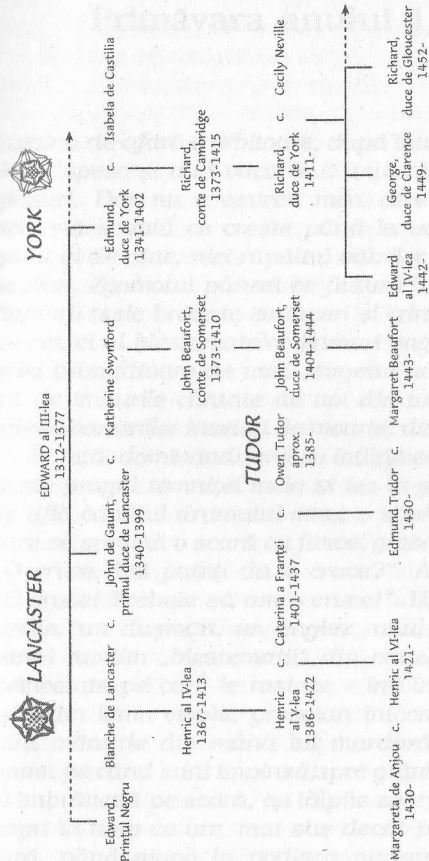 LANCASTER
YORK
EDWARD al III-lea
1312-1377
Edward,
Prinţul Negru
Blanche de Lancaster c. John de Gaunt, c. Katherine Swynford
primul duce de Lancaster
1340-1399
Edmund, c. Isabela de Castilia
duce de York
1341-1402
Henric al IV-lea
1367-1413
John Beaufort,
conte de Somerset
1373-1410
Richard,
conte de Cambridge
1373-1415
TUDOR
Henric c. Caterina a Franţei c. Owen Tudor
al V-lea
1386-1422
1401-1437
aprox.
1385-
John Beaufort,
duce de Somerset
1404-1444
Richard, c. Cecily Neville
duce de York
111-
Margareta de Anjou c. Henric al VI-lea
1430-
1421-
Edmund Tudor
1430-
Margaret Beaufort
1443-
Edward
al IV-lea
1442-
George,
duce de Clarence
1449-
Richard,
duce de Gloucester
1452-